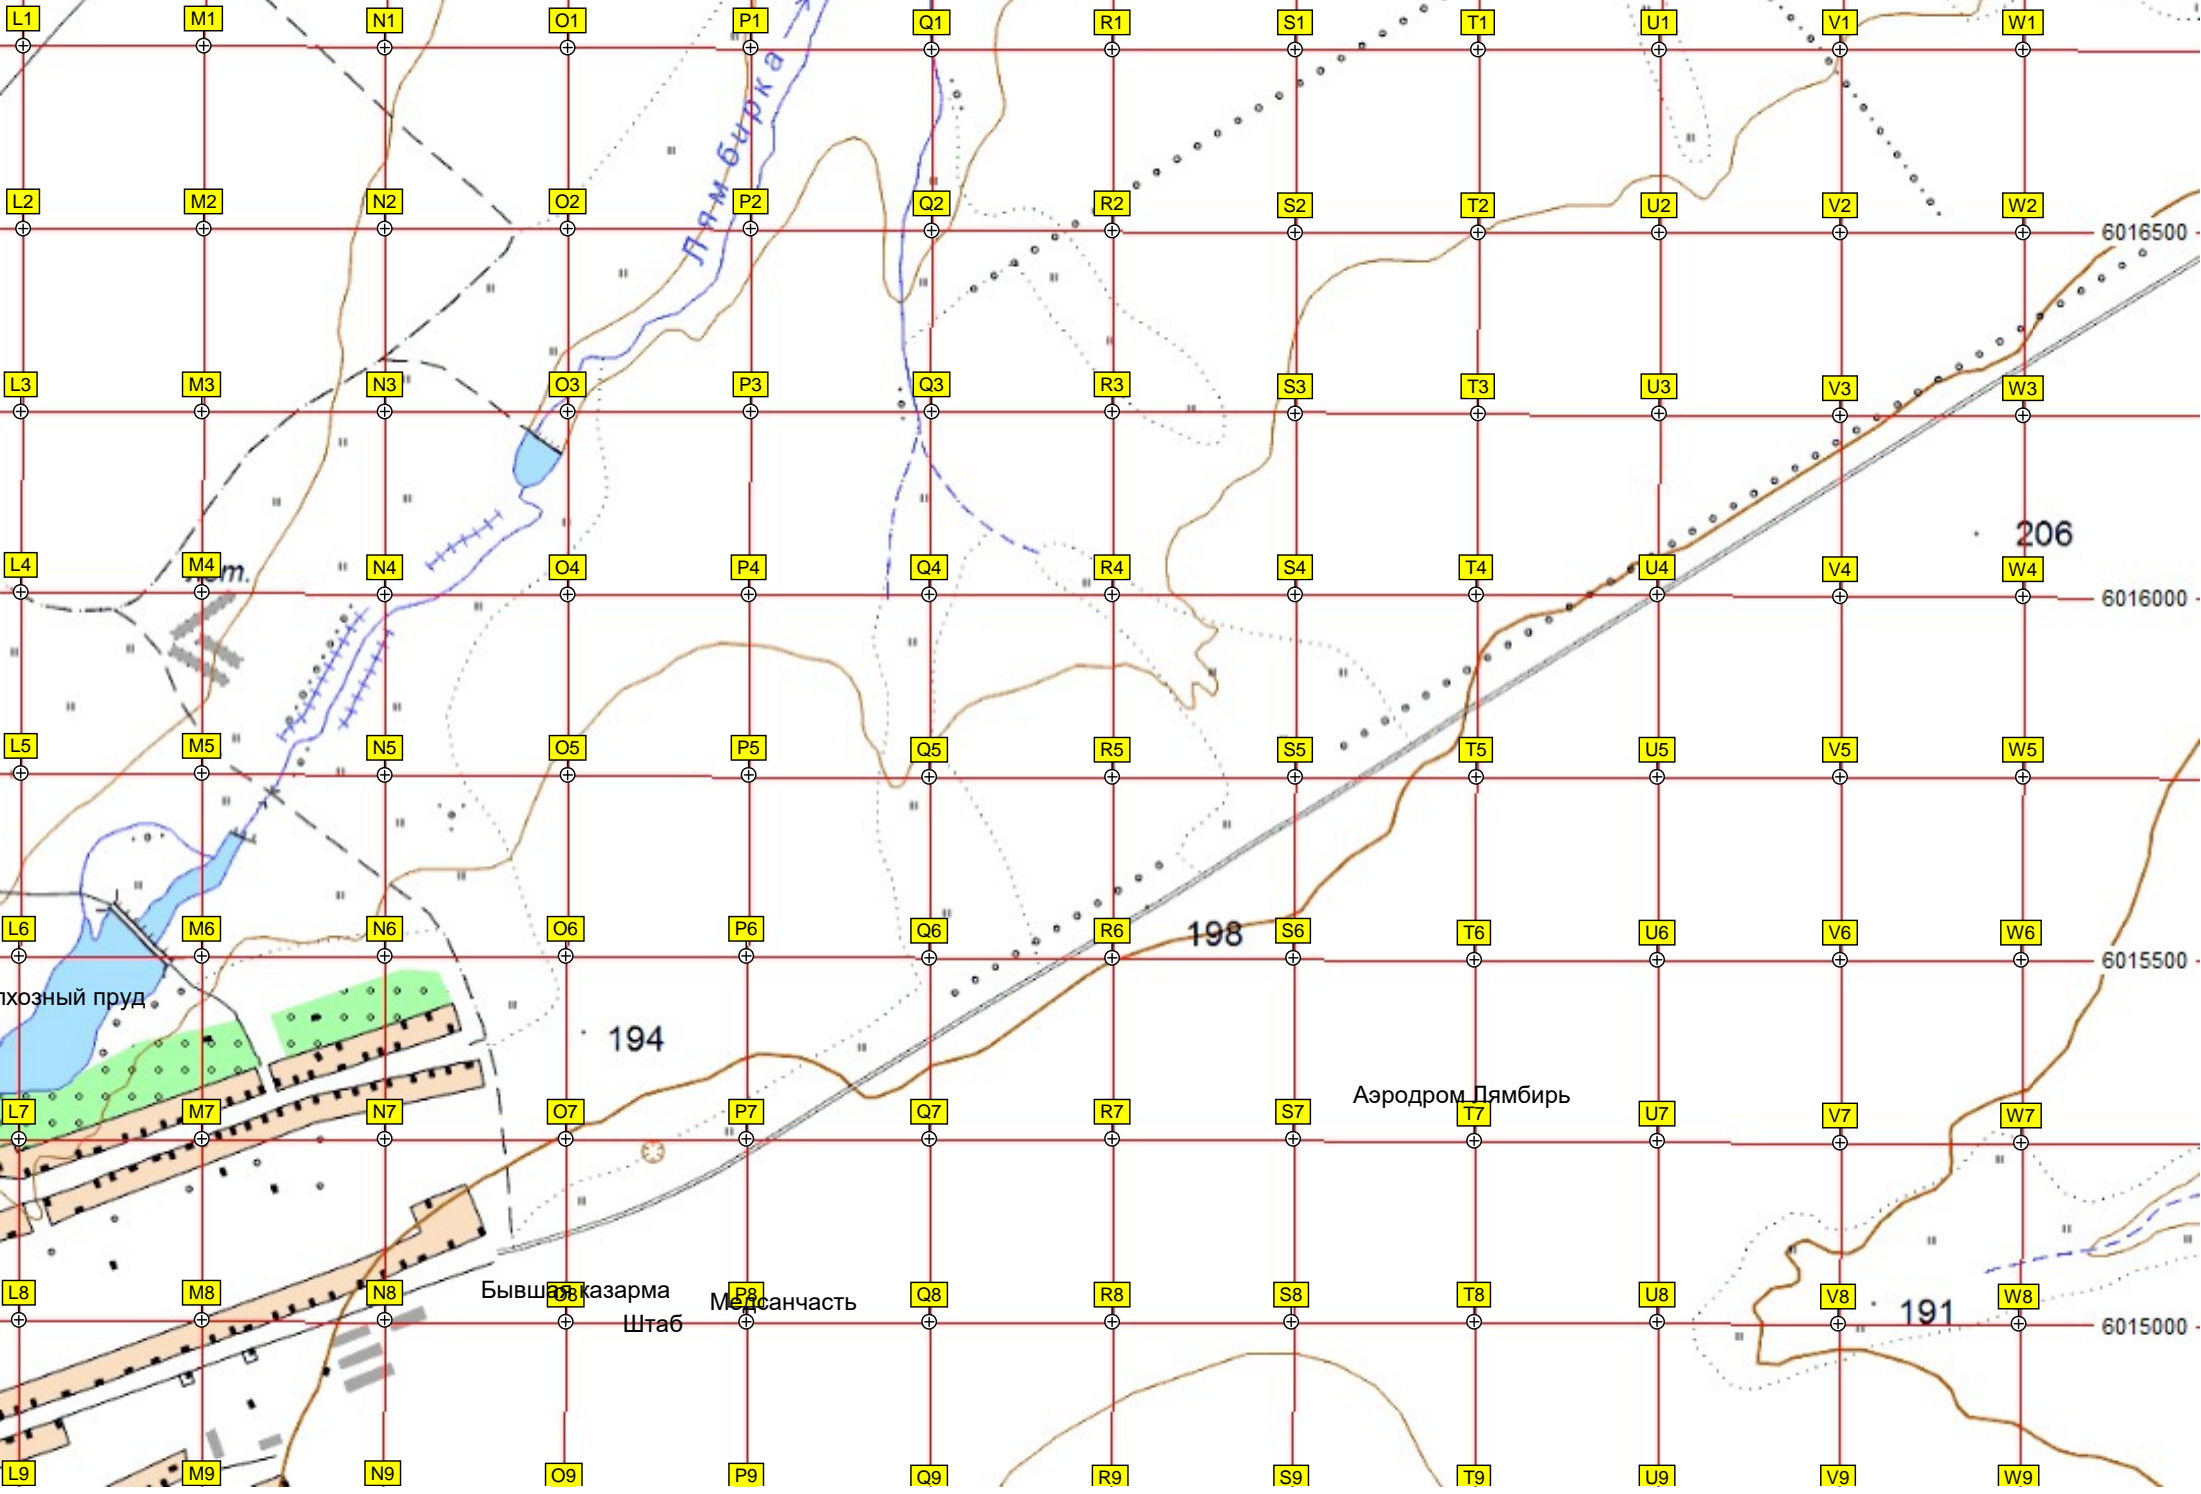 L1 M1 N1 O1 P1 Q1 R1 S1 T1 U1 V1 W1
Лямбирка
L2 M2 N2 O2 P2 Q2 R2 S2 T2 U2 V2 W2
6016500
L3 M3 N3 O3 P3 Q3 R3 S3 T3 U3 V3 W3
206
L4 M4 N4 O4 P4 Q4 R4 S4 T4 U4 V4 W4
6016000
L5 M5 N5 O5 P5 Q5 R5 S5 T5 U5 V5 W5
L6 M6 N6 O6 P6 Q6 R6 198 S6 T6 U6 V6 W6
6015500
лхозный пруд
194
Аэродром Лямбирь
L7 M7 N7 O7 P7 Q7 R7 S7 T7 U7 V7 W7
L8 M8 N8 O8 P8 Q8 R8 S8 T8 U8 V8 W8
Бывшая казарма
Медсанчасть
191
Штаб
6015000
L9 M9 N9 O9 P9 Q9 R9 S9 T9 U9 V9 W9